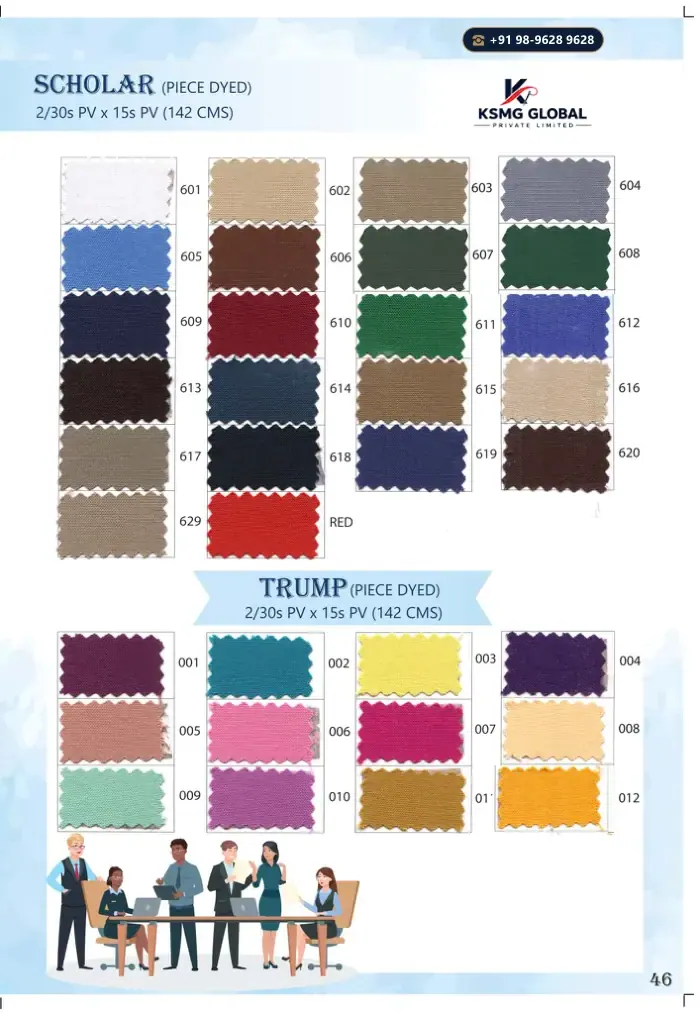 +91 98-9628 9628
SCHOLAR (PIECE DYED)
2/30s PV x 15s PV (142 CMS)
KSMG GLOBAL
PRIVATE LIMITED
601 602 603 604
605 606 607 608
609 610 611 612
613 614 615 616
617 618 619 620
629 RED
TRUMP (PIECE DYED)
2/30s PV x 15s PV (142 CMS)
001 002 003 004
005 006 007 008
009 010 01 012
46